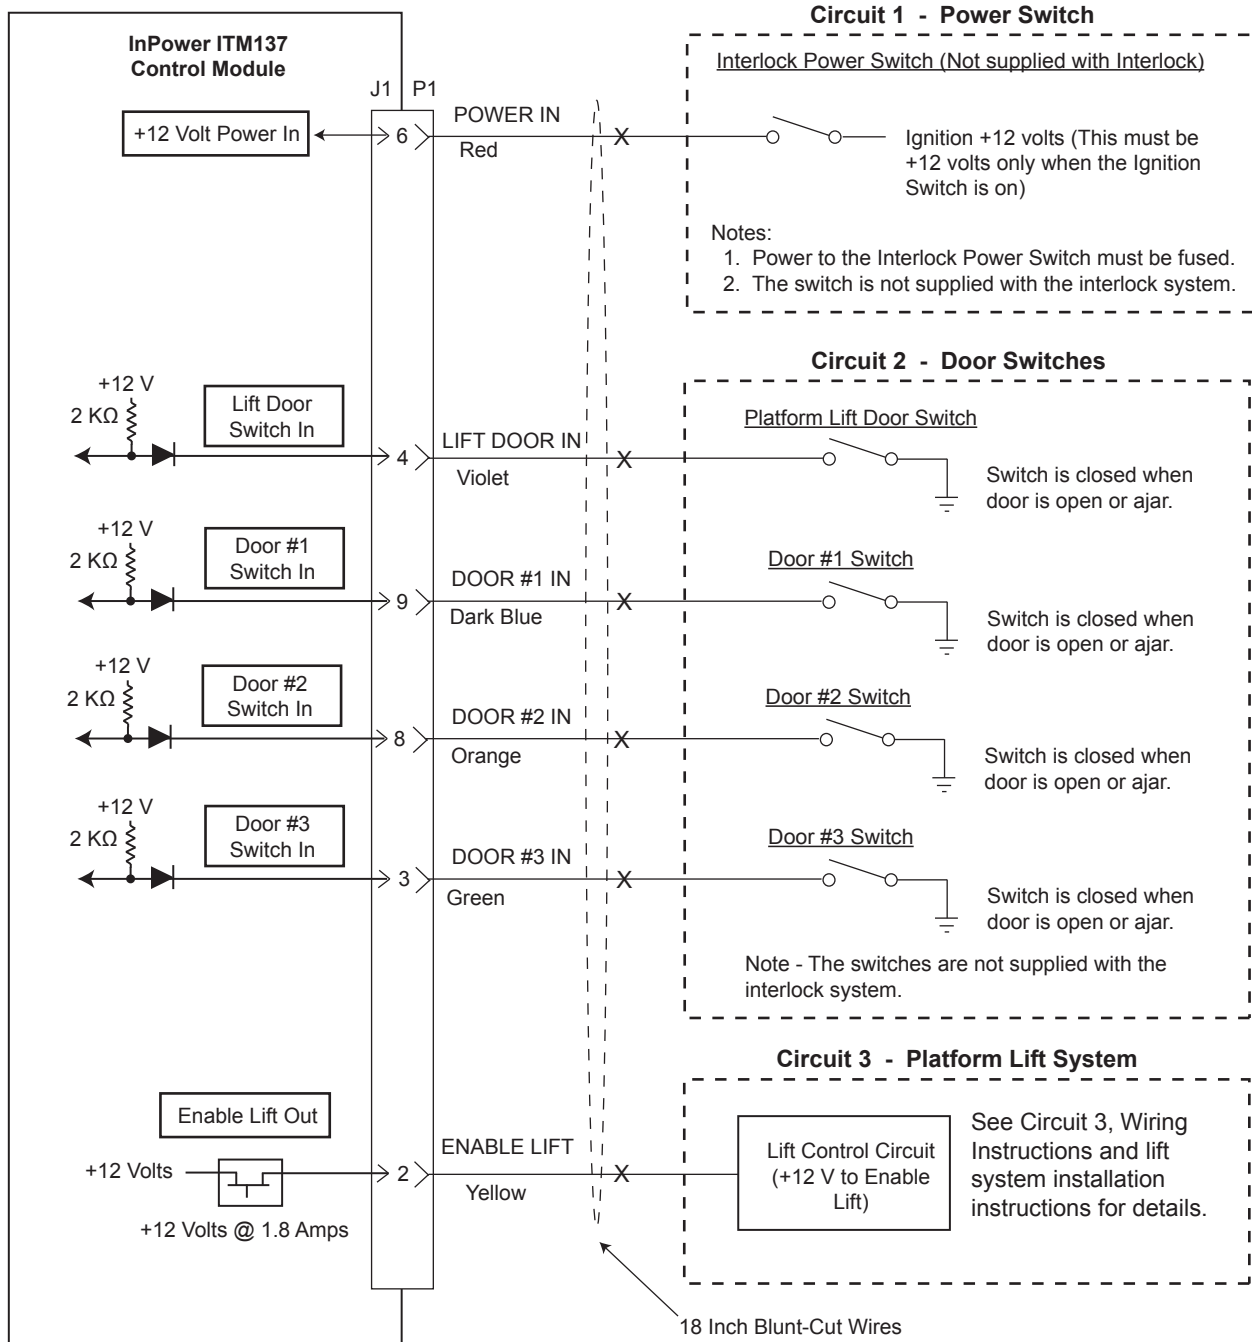 Circuit 1 - Power Switch
InPower ITM137
Control Module
Interlock Power Switch (Not supplied with Interlock)
J1 P1
+12 Volt Power In
6
POWER IN
Red
X
Ignition +12 volts (This must be
+12 volts only when the Ignition
Switch is on)
Notes:
1. Power to the Interlock Power Switch must be fused.
2. The switch is not supplied with the interlock system.
Circuit 2 - Door Switches
+12 V
2 KΩ
Lift Door
Switch In
4
LIFT DOOR IN
Violet
X
Platform Lift Door Switch
Switch is closed when
door is open or ajar.
+12 V
2 KΩ
Door #1
Switch In
9
DOOR #1 IN
Dark Blue
X
Door #1 Switch
Switch is closed when
door is open or ajar.
+12 V
2 KΩ
Door #2
Switch In
8
DOOR #2 IN
Orange
X
Door #2 Switch
Switch is closed when
door is open or ajar.
+12 V
2 KΩ
Door #3
Switch In
3
DOOR #3 IN
Green
X
Door #3 Switch
Switch is closed when
door is open or ajar.
Note - The switches are not supplied with the
interlock system.
Circuit 3 - Platform Lift System
Enable Lift Out
+12 Volts
+12 Volts @ 1.8 Amps
2
ENABLE LIFT
Yellow
X
Lift Control Circuit
(+12 V to Enable
Lift)
See Circuit 3, Wiring
Instructions and lift
system installation
instructions for details.
18 Inch Blunt-Cut Wires